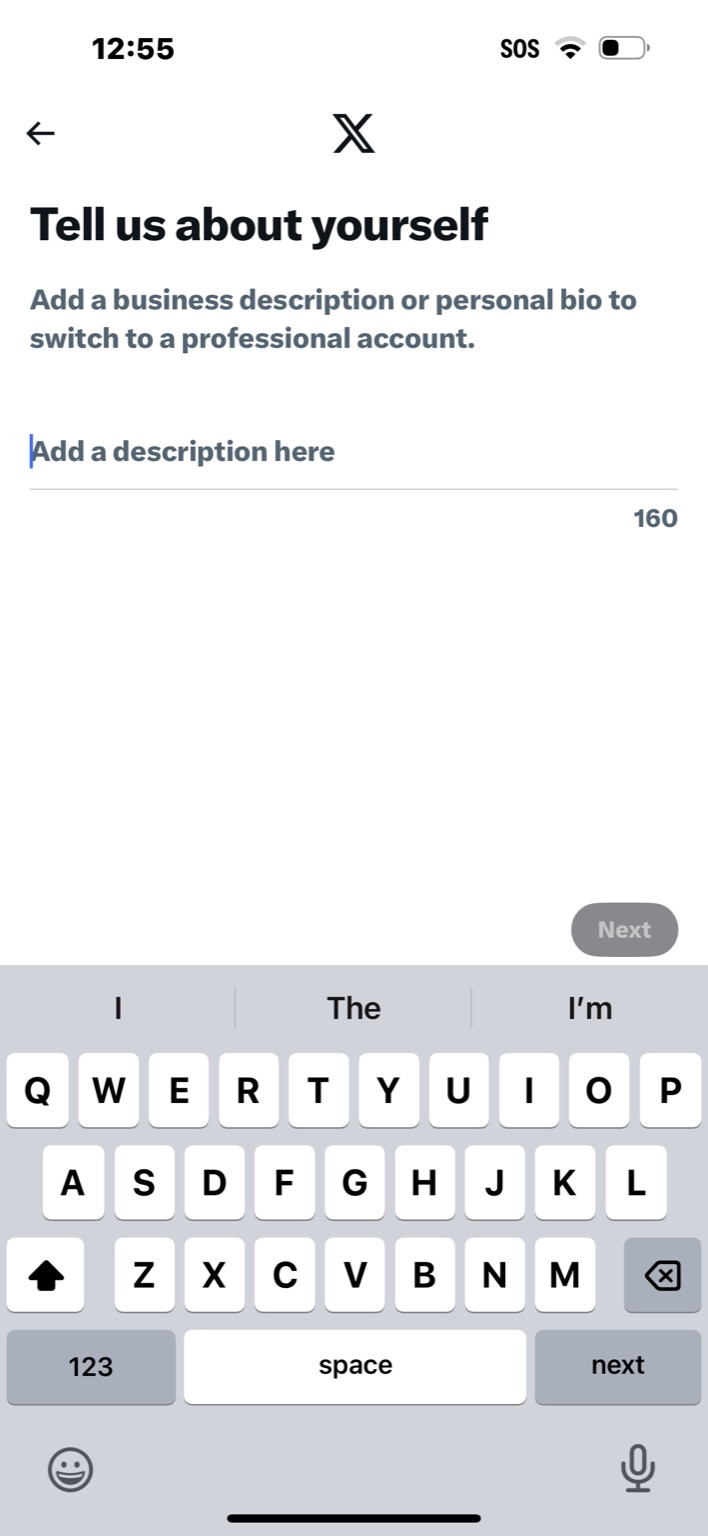 12:55 SOS
X
Tell us about yourself
Add a business description or personal bio to
switch to a professional account.
Add a description here
160
Next
I The I'm
Q W E R T Y U I O P
A S D F G H J K L
Z X C V B N M
123 space next